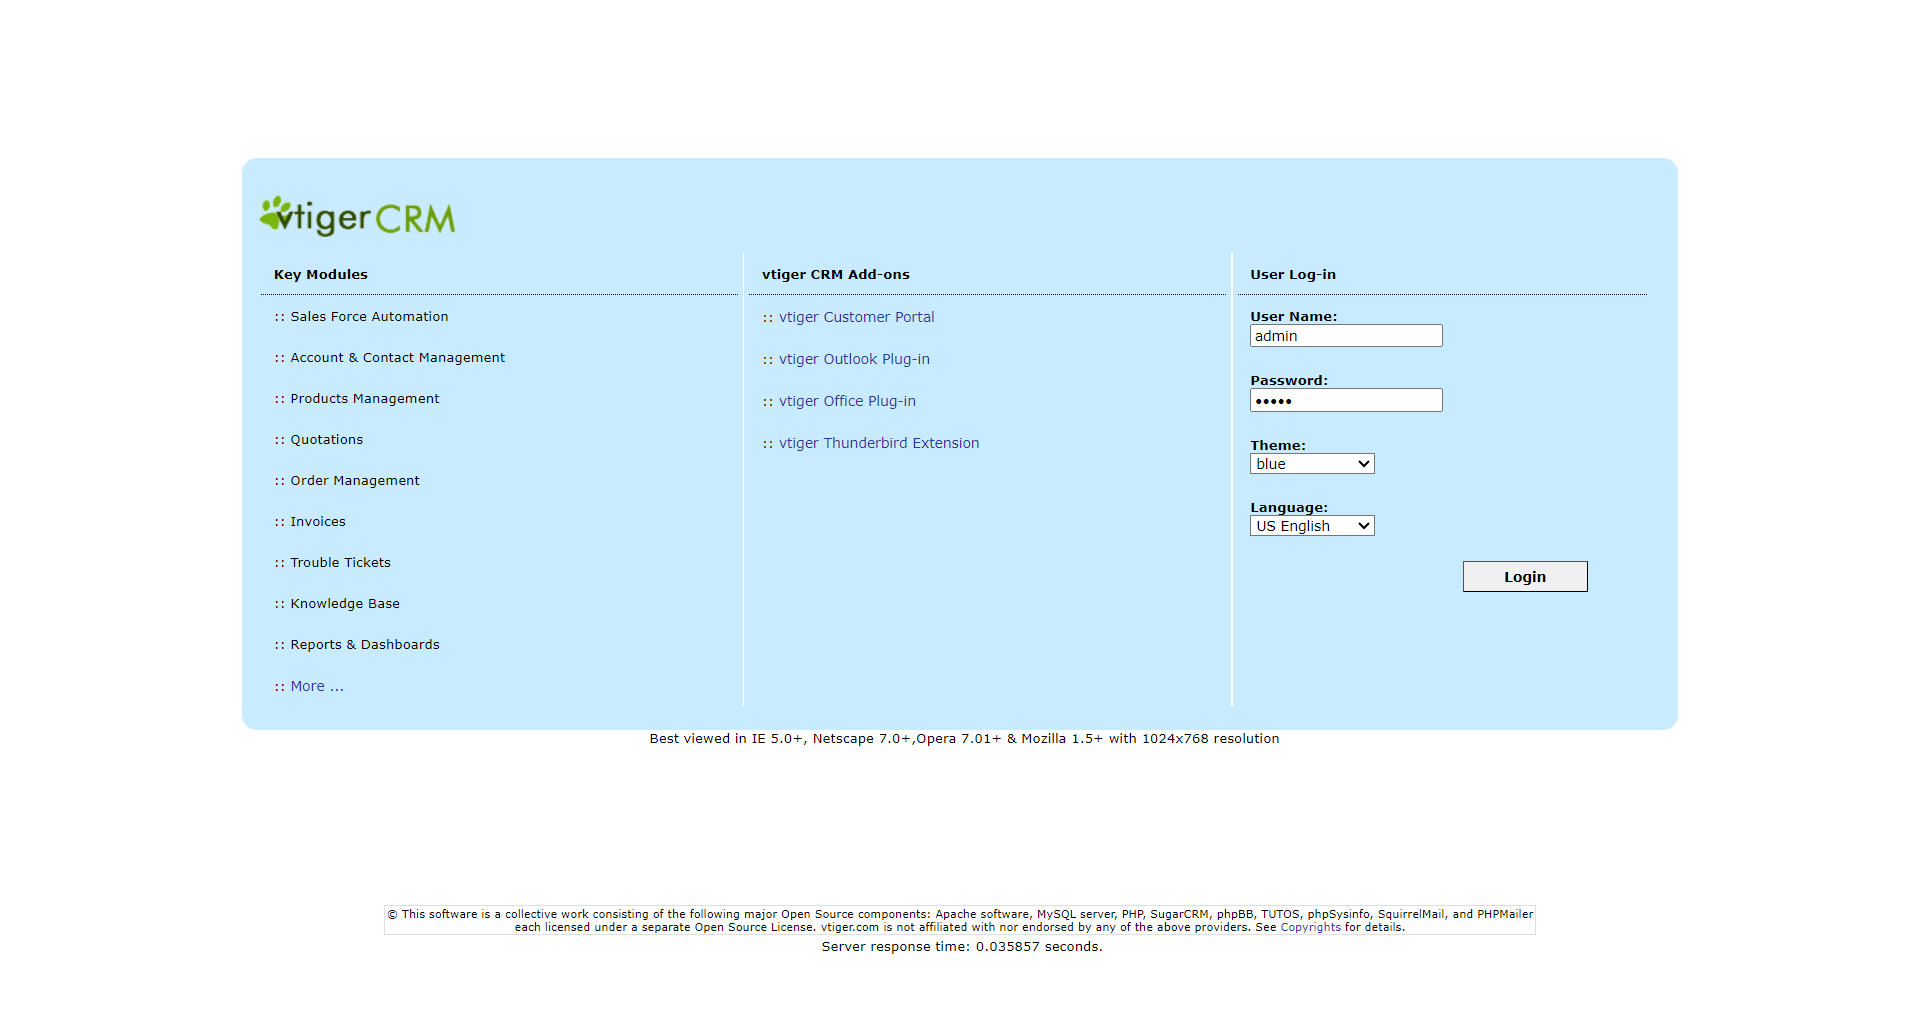 vtiger CRM
Key Modules
:: Sales Force Automation
:: Account & Contact Management
:: Products Management
:: Quotations
:: Order Management
:: Invoices
:: Trouble Tickets
:: Knowledge Base
:: Reports & Dashboards
:: More ...
vtiger CRM Add-ons
:: vtiger Customer Portal
:: vtiger Outlook Plug-in
:: vtiger Office Plug-in
:: vtiger Thunderbird Extension
User Log-in
User Name:
admin
Password:
•••••
Theme:
blue
Language:
US English
Login
Best viewed in IE 5.0+, Netscape 7.0+,Opera 7.01+ & Mozilla 1.5+ with 1024x768 resolution
© This software is a collective work consisting of the following major Open Source components: Apache software, MySQL server, PHP, SugarCRM, phpBB, TUTOS, phpSysinfo, SquirrelMail, and PHPMailer
each licensed under a separate Open Source License. vtiger.com is not affiliated with nor endorsed by any of the above providers. See Copyrights for details.
Server response time: 0.035857 seconds.